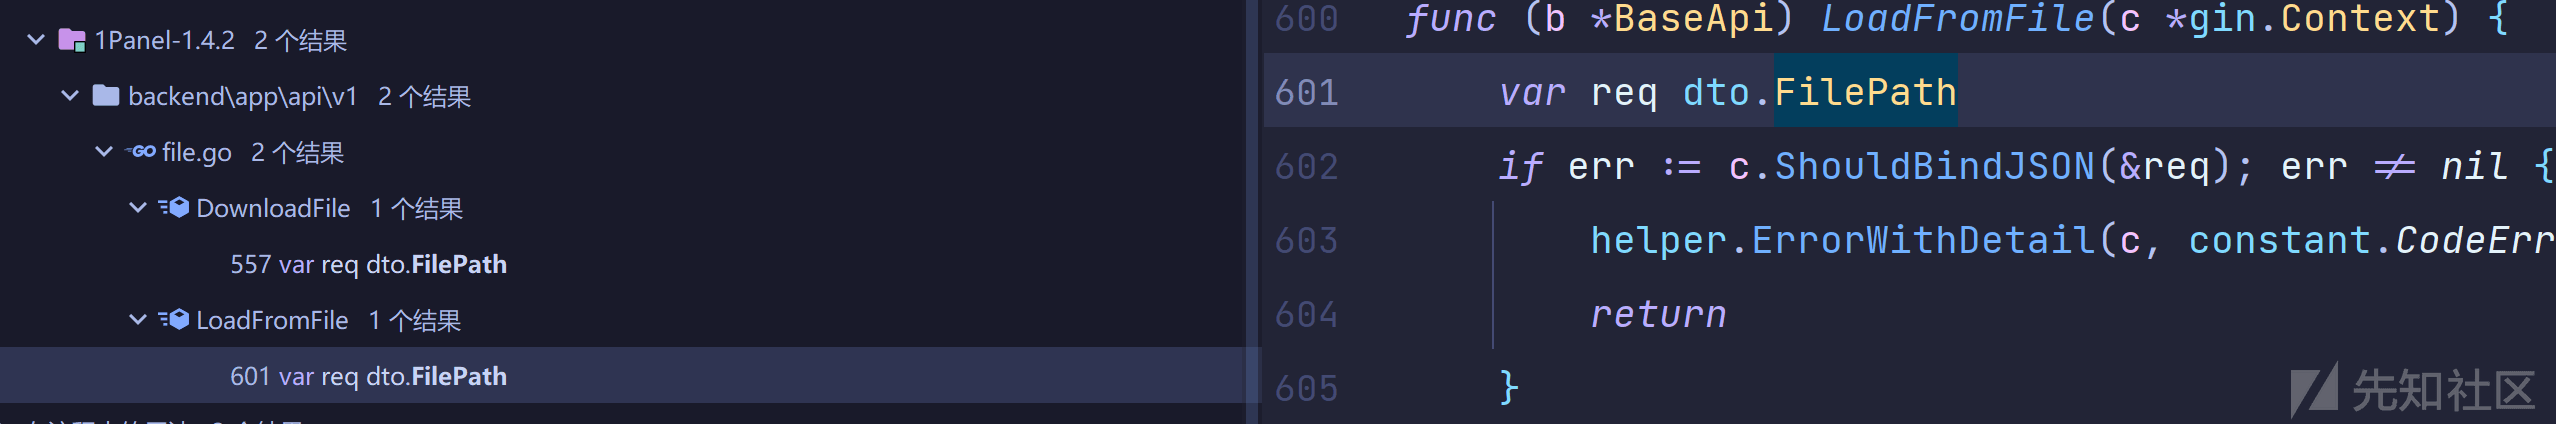 1Panel-1.4.2 2 个结果
backend\app\api\v1 2 个结果
file.go 2 个结果
DownloadFile 1 个结果
557 var req dto.FilePath
LoadFromFile 1 个结果
601 var req dto.FilePath
600 func (b *BaseApi) LoadFromFile(c *gin.Context) {
601 var req dto.FilePath
602 if err := c.ShouldBindJSON(&req); err != nil {
603 helper.ErrorWithDetail(c, constant.CodeErr
604 return
605 }
先知社区